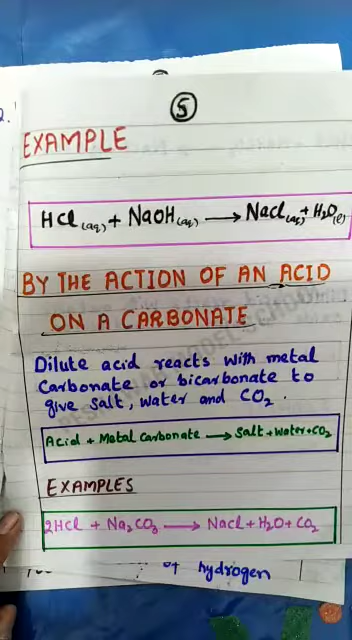 2.
5
EXAMPLE
HCl(aq) + NaOH(aq) → NaCl(aq) + H₂O(l)
BY THE ACTION OF AN ACID
ON A CARBONATE
Dilute acid reacts with metal
Carbonate or bicarbonate to
give salt, water and CO₂.
Acid + Metal Carbonate → Salt + Water + CO₂
EXAMPLES
2HCl + Na₂CO₃ → NaCl + H₂O + CO₂
of hydrogen